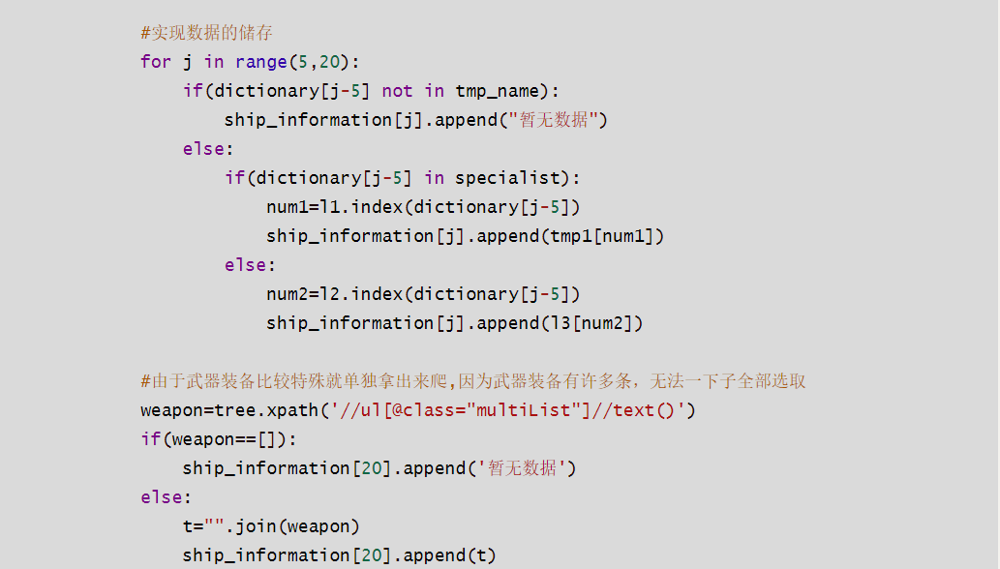 #实现数据的储存
for j in range(5,20):
    if(dictionary[j-5] not in tmp_name):
        ship_information[j].append("暂无数据")
    else:
        if(dictionary[j-5] in specialist):
            num1=l1.index(dictionary[j-5])
            ship_information[j].append(tmp1[num1])
        else:
            num2=l2.index(dictionary[j-5])
            ship_information[j].append(l3[num2])
#由于武器装备比较特殊就单独拿出来爬,因为武器装备有许多条，无法一下子全部选取
weapon=tree.xpath('//ul[@class="multiList"]//text()')
if(weapon==[]):
    ship_information[20].append('暂无数据')
else:
    t="".join(weapon)
    ship_information[20].append(t)